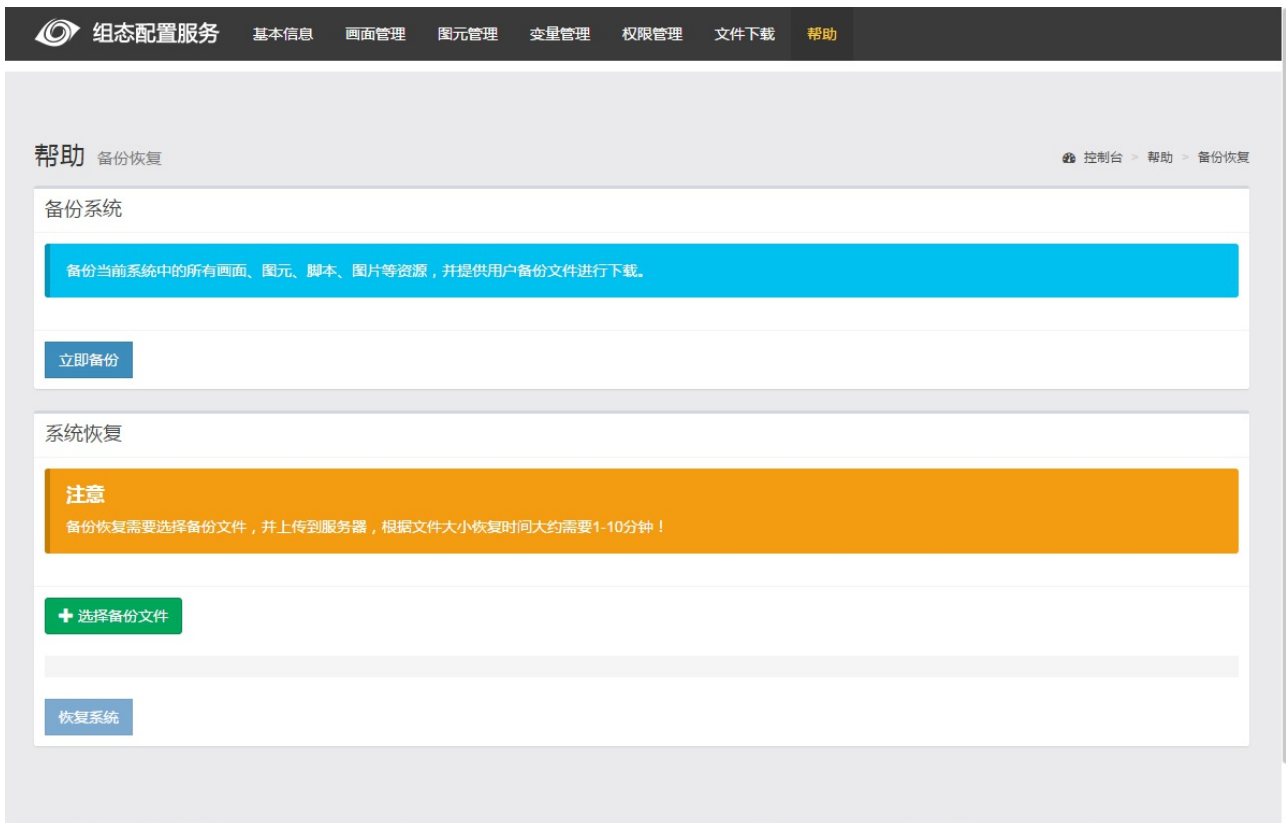 组态配置服务 基本信息 画面管理 图元管理 变量管理 权限管理 文件下载 帮助
帮助 备份恢复 控制台 > 帮助 > 备份恢复
备份系统
备份当前系统中的所有画面、图元、脚本、图片等资源，并提供用户备份文件进行下载。
立即备份
系统恢复
注意
备份恢复需要选择备份文件，并上传到服务器，根据文件大小恢复时间大约需要1-10分钟！
选择备份文件
恢复系统